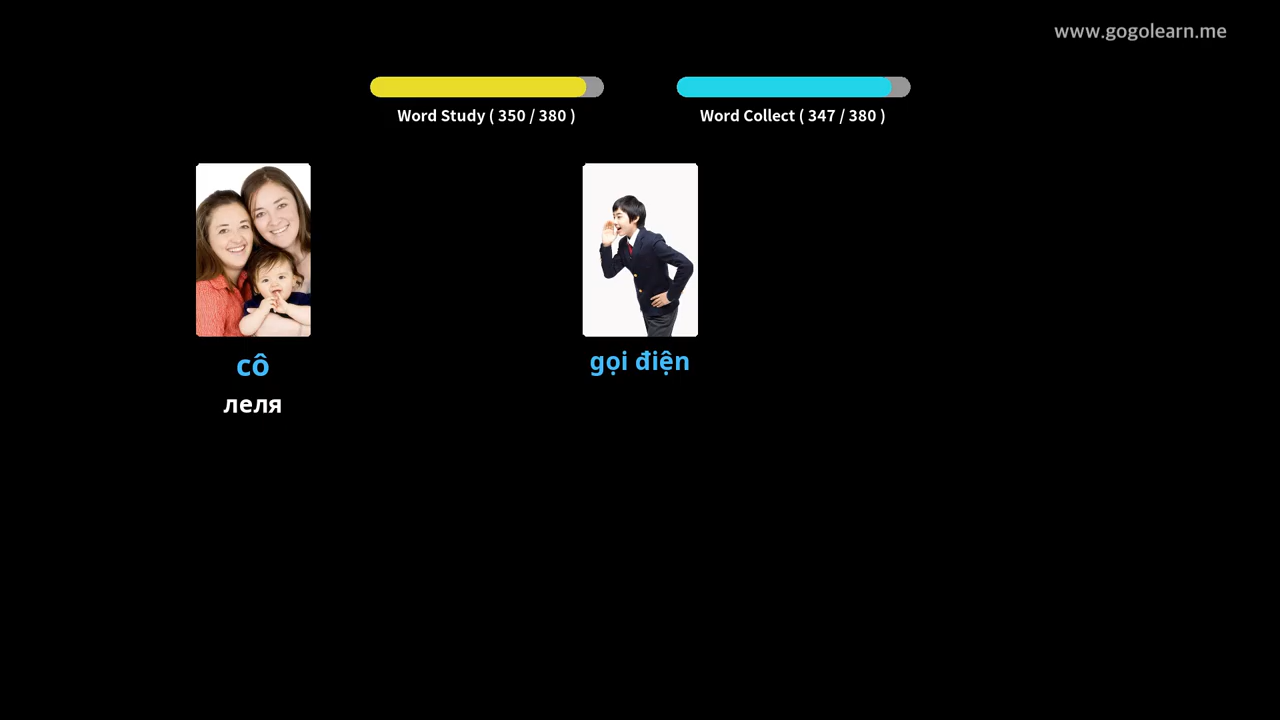 www.gogolearn.me
Word Study ( 350 / 380 )
Word Collect ( 347 / 380 )
cô
леля
gọi điện